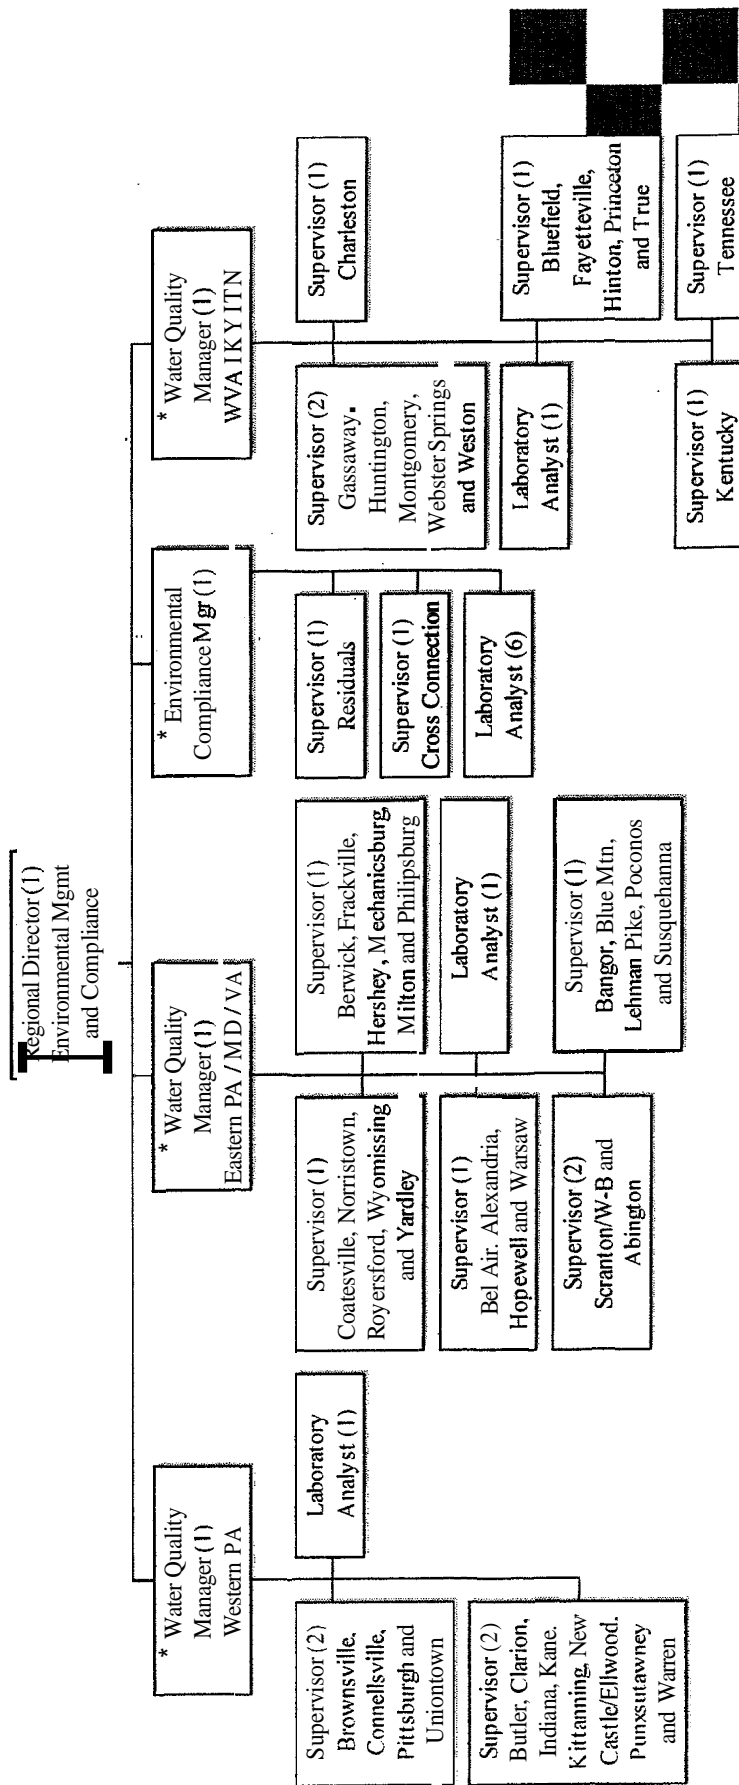 Regional Director (1)
Environmental Mgmt
and Compliance
* Water Quality
Manager (1)
Western PA
Supervisor (2)
Brownsville,
Connellsville,
Pittsburgh and
Uniontown
Laboratory
Analyst (1)
Supervisor (2)
Butler, Clarion,
Indiana, Kane.
Kittanning, New
Castle/Ellwood.
Punxsutawney
and Warren
* Water Quality
Manager (1)
Eastern PA / MD / VA
Supervisor (1)
Coatesville, Norristown,
Royersford, Wyomissing
and Yardley
Supervisor (1)
Berwick, Frackville,
Hershey, Mechanicsburg,
Milton and Philipsburg
Supervisor (1)
Bel Air. Alexandria,
Hopewell and Warsaw
Laboratory
Analyst (1)
Supervisor (2)
Scranton/W-B and
Abington
Supervisor (1)
Bangor, Blue Mtn,
Lehman Pike, Poconos
and Susquehanna
* Environmental
Compliance Mgr (1)
Supervisor (1)
Residuals
Supervisor (1)
Cross Connection
Laboratory
Analyst (6)
* Water Quality
Manager (1)
WVA IKYITN
Supervisor (2)
Gassaway.
Huntington,
Montgomery,
Webster Springs
and Weston
Supervisor (1)
Charleston
Laboratory
Analyst (1)
Supervisor (1)
Bluefield,
Fayetteville,
Hinton, Princeton
and True
Supervisor (1)
Kentucky
Supervisor (1)
Tennessee